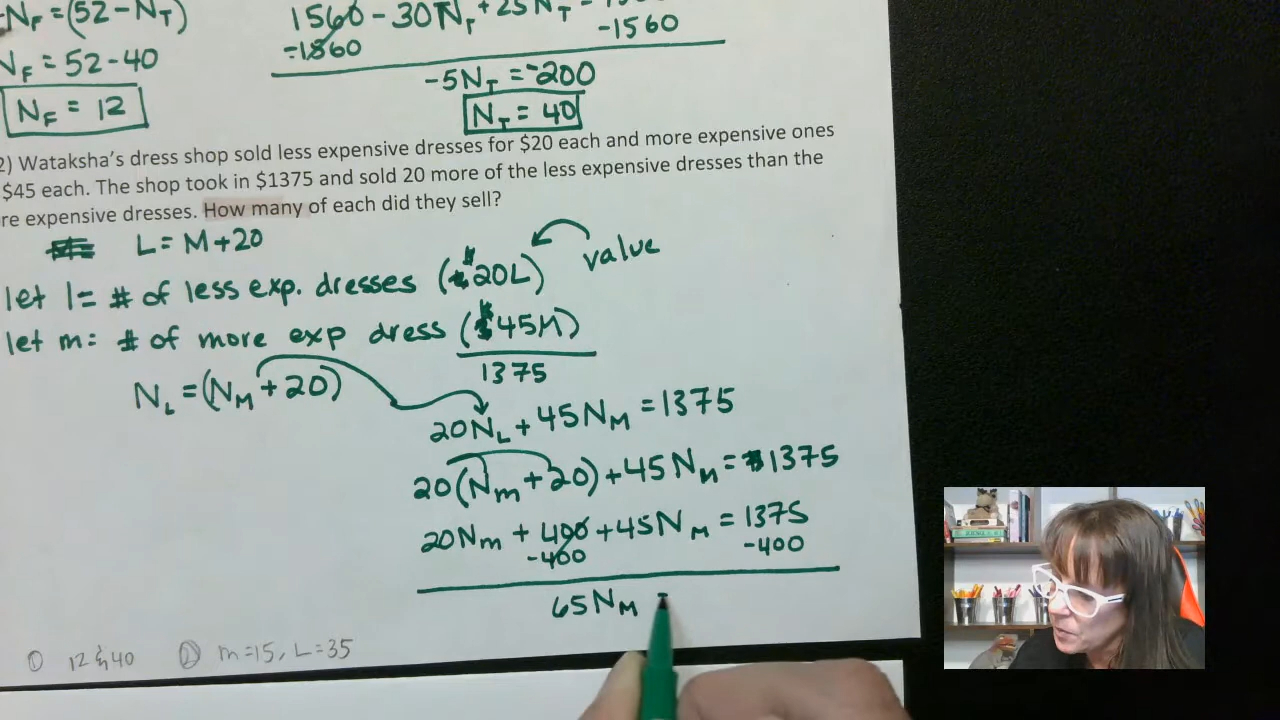 -N_F = (52 - N_T)
1560 - 30N_T + 25N_T =
-1560
-1560
N_F = 52 - 40
-5N_T = -200
N_F = 12
N_T = 40
2) Wataksha's dress shop sold less expensive dresses for $20 each and more expensive ones
$45 each. The shop took in $1375 and sold 20 more of the less expensive dresses than the
re expensive dresses. How many of each did they sell?
L = M + 20
value
let l = # of less exp. dresses ($20L)
let m: # of more exp dress ($45M)
1375
N_L = (N_M + 20)
20N_L + 45N_M = 1375
20(N_m + 20) + 45N_M = 1375
20N_m + 400 + 45N_M = 1375
-400 -400
65N_M =
① 12 & 40 ② m=15, L=35